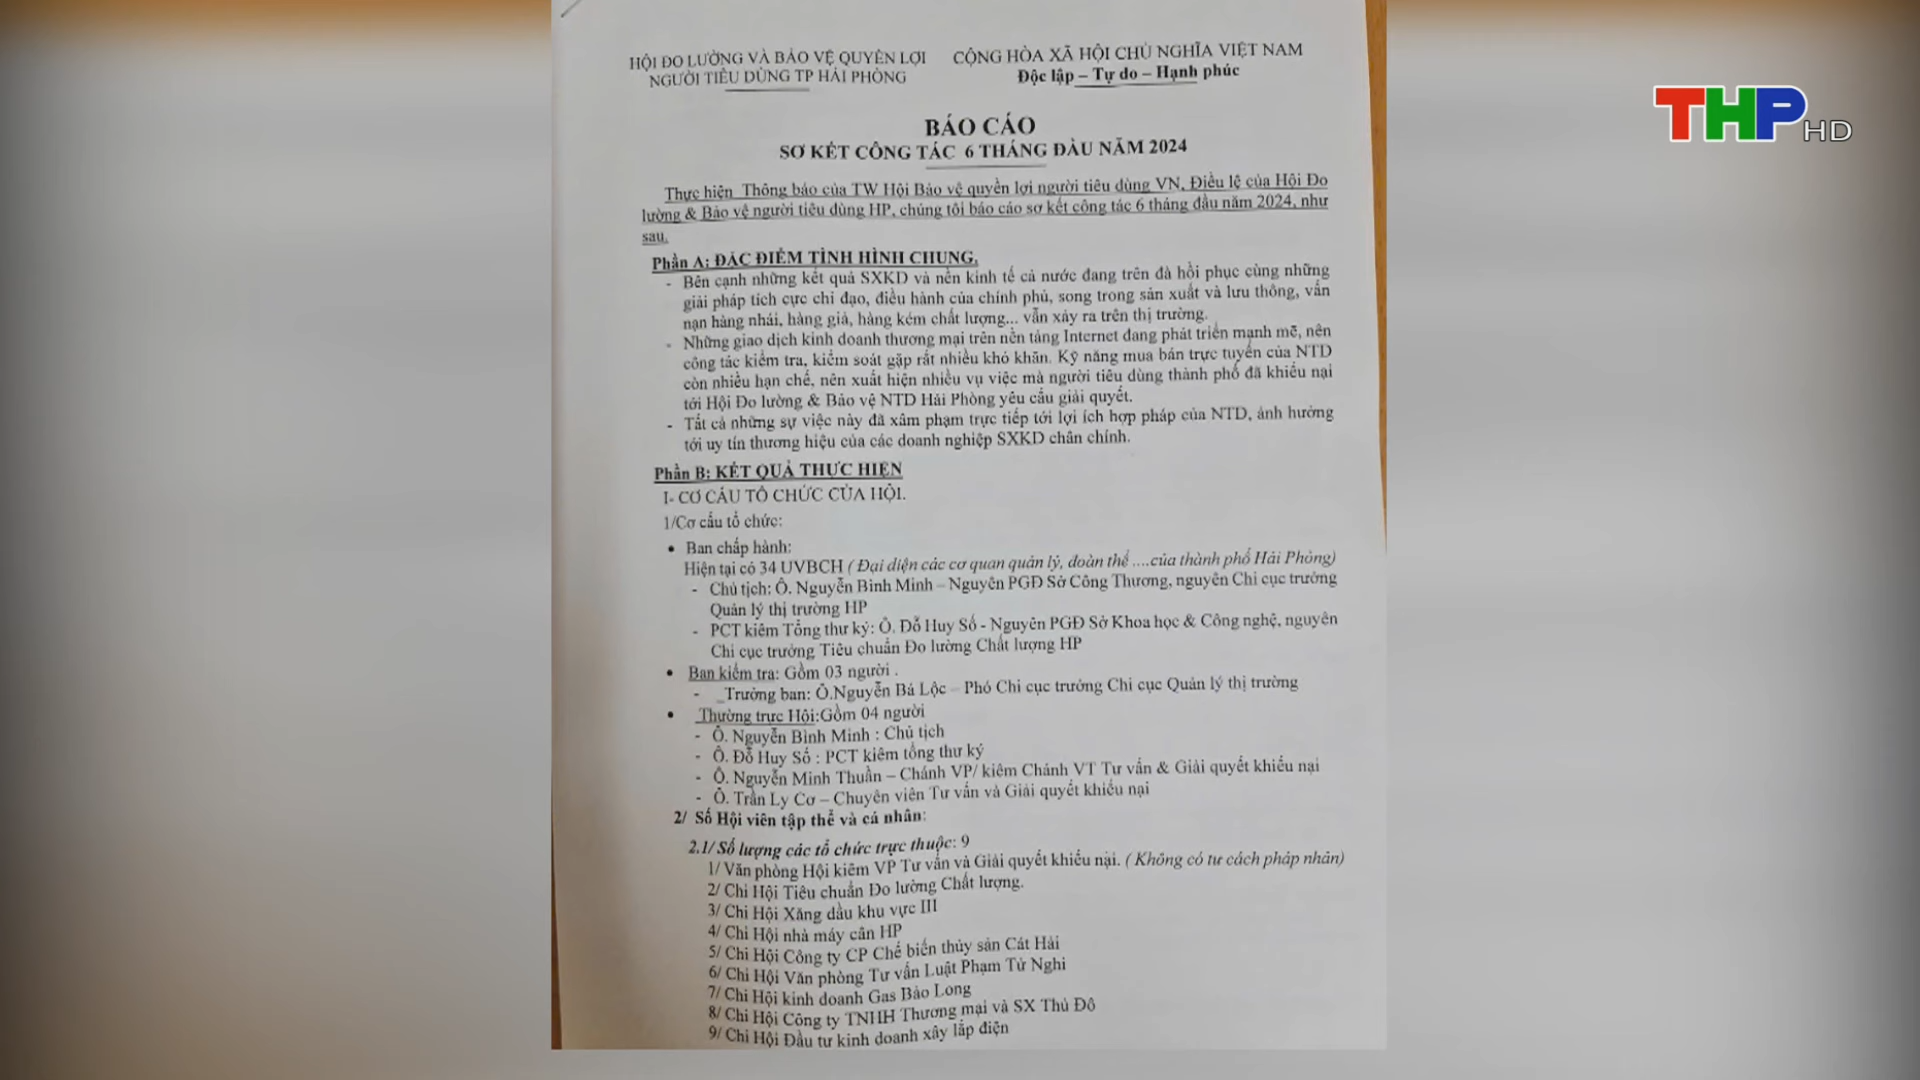 HỘI ĐO LƯỜNG VÀ BẢO VỆ QUYỀN LỢI
NGƯỜI TIÊU DÙNG TP HẢI PHÒNG
CỘNG HÒA XÃ HỘI CHỦ NGHĨA VIỆT NAM
Độc lập – Tự do – Hạnh phúc
THP HD
BÁO CÁO
SƠ KẾT CÔNG TÁC 6 THÁNG ĐẦU NĂM 2024
Thực hiện Thông báo của TW Hội Bảo vệ quyền lợi người tiêu dùng VN, Điều lệ của Hội Đo
lường & Bảo vệ người tiêu dùng HP, chúng tôi báo cáo sơ kết công tác 6 tháng đầu năm 2024, như
sau.
Phần A: ĐẶC ĐIỂM TÌNH HÌNH CHUNG.
- Bên cạnh những kết quả SXKD và nền kinh tế cả nước đang trên đà hồi phục cùng những
giải pháp tích cực chỉ đạo, điều hành của chính phủ, song trong sản xuất và lưu thông, vấn
nạn hàng nhái, hàng giả, hàng kém chất lượng... vẫn xảy ra trên thị trường.
- Những giao dịch kinh doanh thương mại trên nền tảng Internet đang phát triển mạnh mẽ, nên
công tác kiểm tra, kiểm soát gặp rất nhiều khó khăn. Kỹ năng mua bán trực tuyến của NTD
còn nhiều hạn chế, nên xuất hiện nhiều vụ việc mà người tiêu dùng thành phố đã khiếu nại
tới Hội Đo lường & Bảo vệ NTD Hải Phòng yêu cầu giải quyết.
- Tất cả những sự việc này đã xâm phạm trực tiếp tới lợi ích hợp pháp của NTD, ảnh hưởng
tới uy tín thương hiệu của các doanh nghiệp SXKD chân chính.
Phần B: KẾT QUẢ THỰC HIỆN
I- CƠ CẤU TỔ CHỨC CỦA HỘI.
1/Cơ cấu tổ chức:
• Ban chấp hành:
Hiện tại có 34 UVBCH ( Đại diện các cơ quan quản lý, đoàn thể ....của thành phố Hải Phòng)
- Chủ tịch: Ô. Nguyễn Bình Minh – Nguyên PGĐ Sở Công Thương, nguyên Chi cục trưởng
Quản lý thị trường HP
- PCT kiêm Tổng thư ký: Ô. Đỗ Huy Số - Nguyên PGĐ Sở Khoa học & Công nghệ, nguyên
Chi cục trưởng Tiêu chuẩn Đo lường Chất lượng HP
• Ban kiểm tra: Gồm 03 người .
- _Trưởng ban: Ô.Nguyễn Bá Lộc – Phó Chi cục trưởng Chi cục Quản lý thị trường
• Thường trực Hội:Gồm 04 người
- Ô. Nguyễn Bình Minh : Chủ tịch
- Ô. Đỗ Huy Số : PCT kiêm tổng thư ký
- Ô. Nguyễn Minh Thuần – Chánh VP/ kiêm Chánh VT Tư vấn & Giải quyết khiếu nại
- Ô. Trần Ly Cơ – Chuyên viên Tư vấn và Giải quyết khiếu nại
2/ Số Hội viên tập thể và cá nhân:
2.1/ Số lượng các tổ chức trực thuộc: 9
1/ Văn phòng Hội kiêm VP Tư vấn và Giải quyết khiếu nại. ( Không có tư cách pháp nhân)
2/ Chi Hội Tiêu chuẩn Đo lường Chất lượng.
3/ Chi Hội Xăng dầu khu vực III
4/ Chi Hội nhà máy cân HP
5/ Chi Hội Công ty CP Chế biến thủy sản Cát Hải
6/ Chi Hội Văn phòng Tư vấn Luật Phạm Tử Nghi
7/ Chi Hội kinh doanh Gas Bảo Long
8/ Chi Hội Công ty TNHH Thương mại và SX Thủ Đô
9/ Chi Hội Đầu tư kinh doanh xây lắp điện